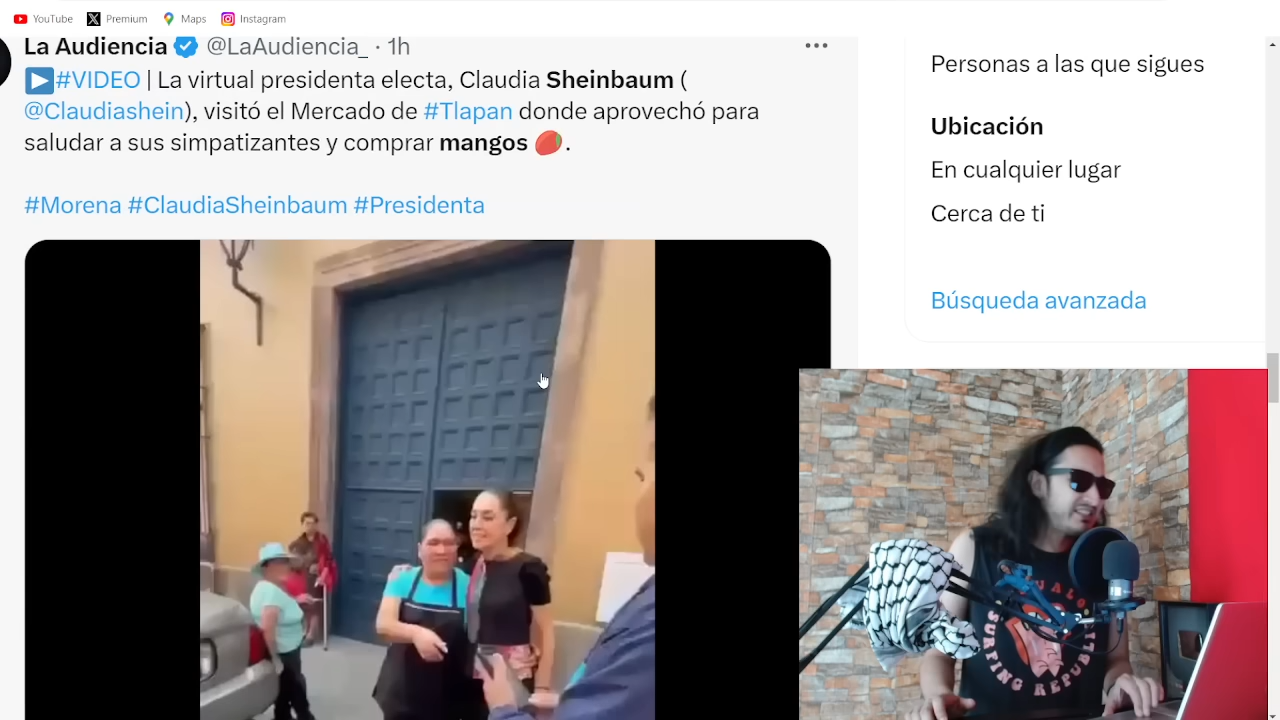 YouTube Premium Maps Instagram
La Audiencia @LaAudiencia_ · 1h
#VIDEO | La virtual presidenta electa, Claudia Sheinbaum (
@Claudiashein), visitó el Mercado de #Tlapan donde aprovechó para
saludar a sus simpatizantes y comprar mangos 🥭.
#Morena #ClaudiaSheinbaum #Presidenta
Personas a las que sigues
Ubicación
En cualquier lugar
Cerca de ti
Búsqueda avanzada
SURFING REPUBLIC